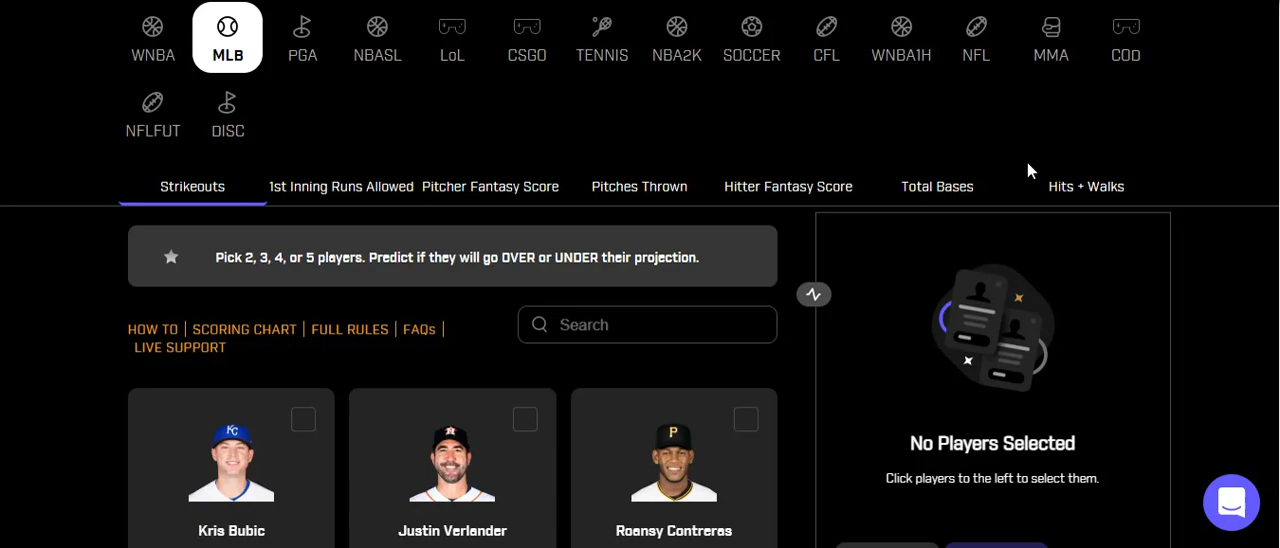 WNBA MLB PGA NBASL LoL CSGO TENNIS NBA2K SOCCER CFL WNBA1H NFL MMA COD
NFLFUT DISC
Strikeouts 1st Inning Runs Allowed Pitcher Fantasy Score Pitches Thrown Hitter Fantasy Score Total Bases Hits + Walks
Pick 2, 3, 4, or 5 players. Predict if they will go OVER or UNDER their projection.
HOW TO | SCORING CHART | FULL RULES | FAQs |
LIVE SUPPORT
Search
KC
P
Kris Bubic Justin Verlander Roansy Contreras
No Players Selected
Click players to the left to select them.